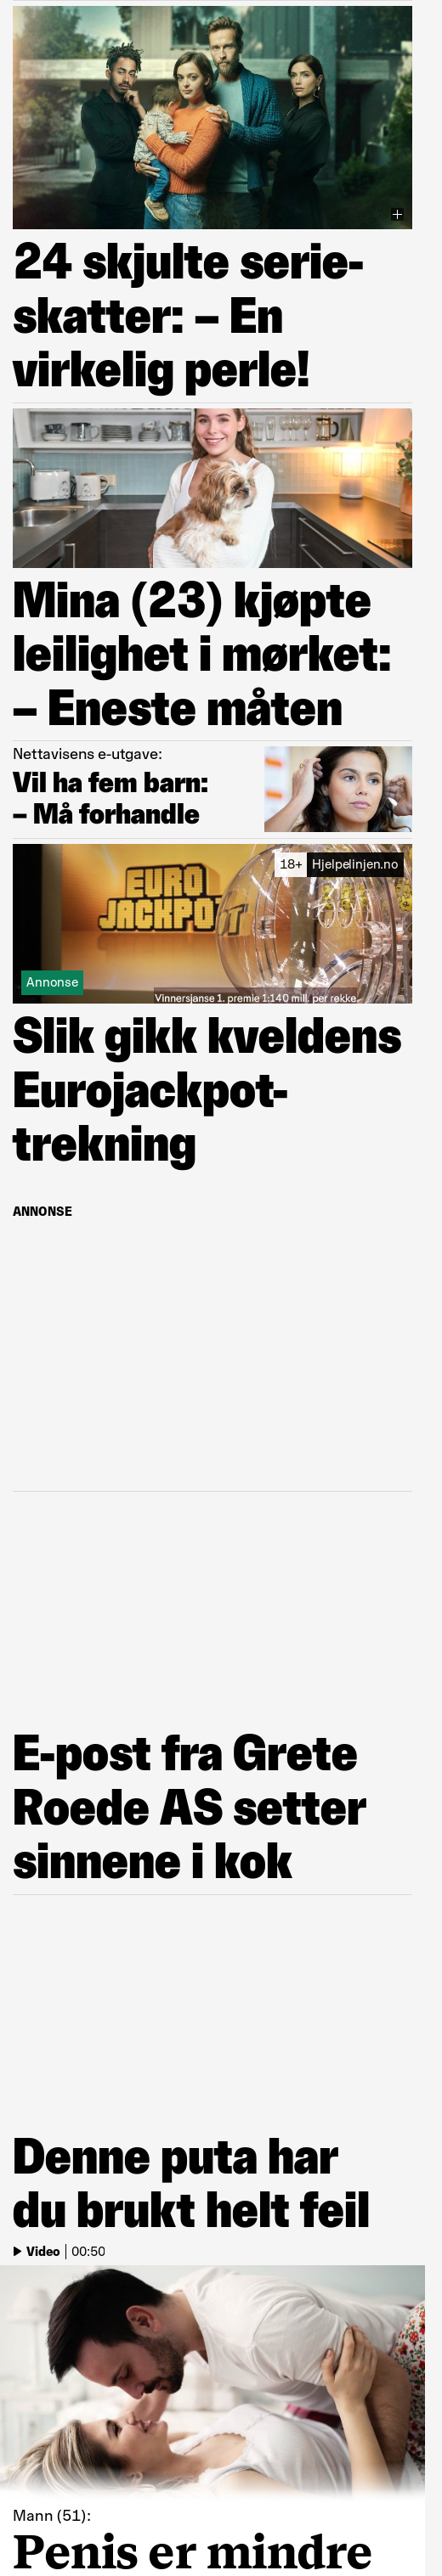 24 skjulte serie-
skatter: – En
virkelig perle!
Mina (23) kjøpte
leilighet i mørket:
– Eneste måten
Nettavisens e-utgave:
Vil ha fem barn:
– Må forhandle
18+ Hjelpelinjen.no
EURO
JACKPOT
Annonse
Vinnersjanse 1. premie 1:140 mill. per rekke.
Slik gikk kveldens
Eurojackpot-
trekning
ANNONSE
E-post fra Grete
Roede AS setter
sinnene i kok
Denne puta har
du brukt helt feil
Video | 00:50
Mann (51):
Penis er mindre